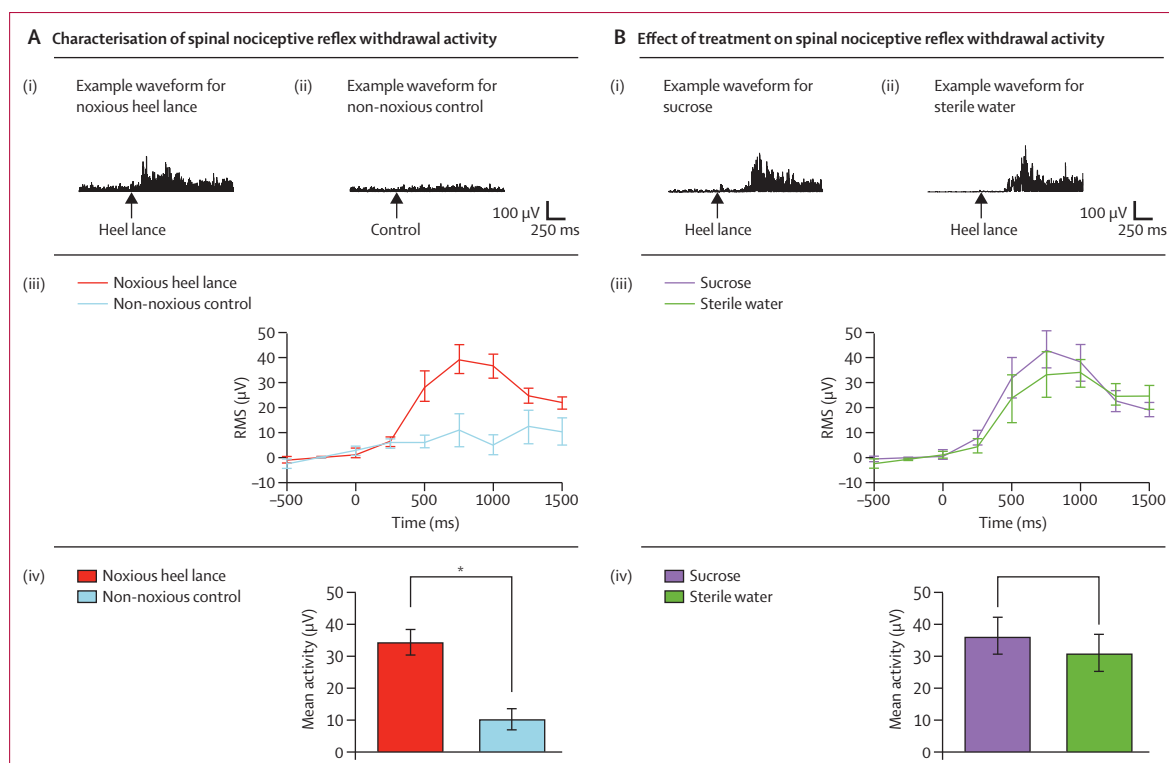 A Characterisation of spinal nociceptive reflex withdrawal activity
(i) Example waveform for
noxious heel lance
(ii) Example waveform for
non-noxious control
Heel lance
Control
100 µV
250 ms
(iii) Noxious heel lance
Non-noxious control
RMS (µV)
50
40
30
20
10
0
–10
–500 0 500 1000 1500
Time (ms)
(iv) Noxious heel lance
Non-noxious control
*
Mean activity (µV)
50
40
30
20
10
0
B Effect of treatment on spinal nociceptive reflex withdrawal activity
(i) Example waveform for
sucrose
(ii) Example waveform for
sterile water
Heel lance
Heel lance
100 µV
250 ms
(iii) Sucrose
Sterile water
RMS (µV)
50
40
30
20
10
0
–10
–500 0 500 1000 1500
Time (ms)
(iv) Sucrose
Sterile water
Mean activity (µV)
50
40
30
20
10
0